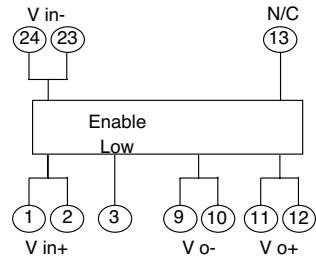 V in- N/C
24 23 13
Enable
Low
1 2 3 9 10 11 12
V in+ V o- V o+